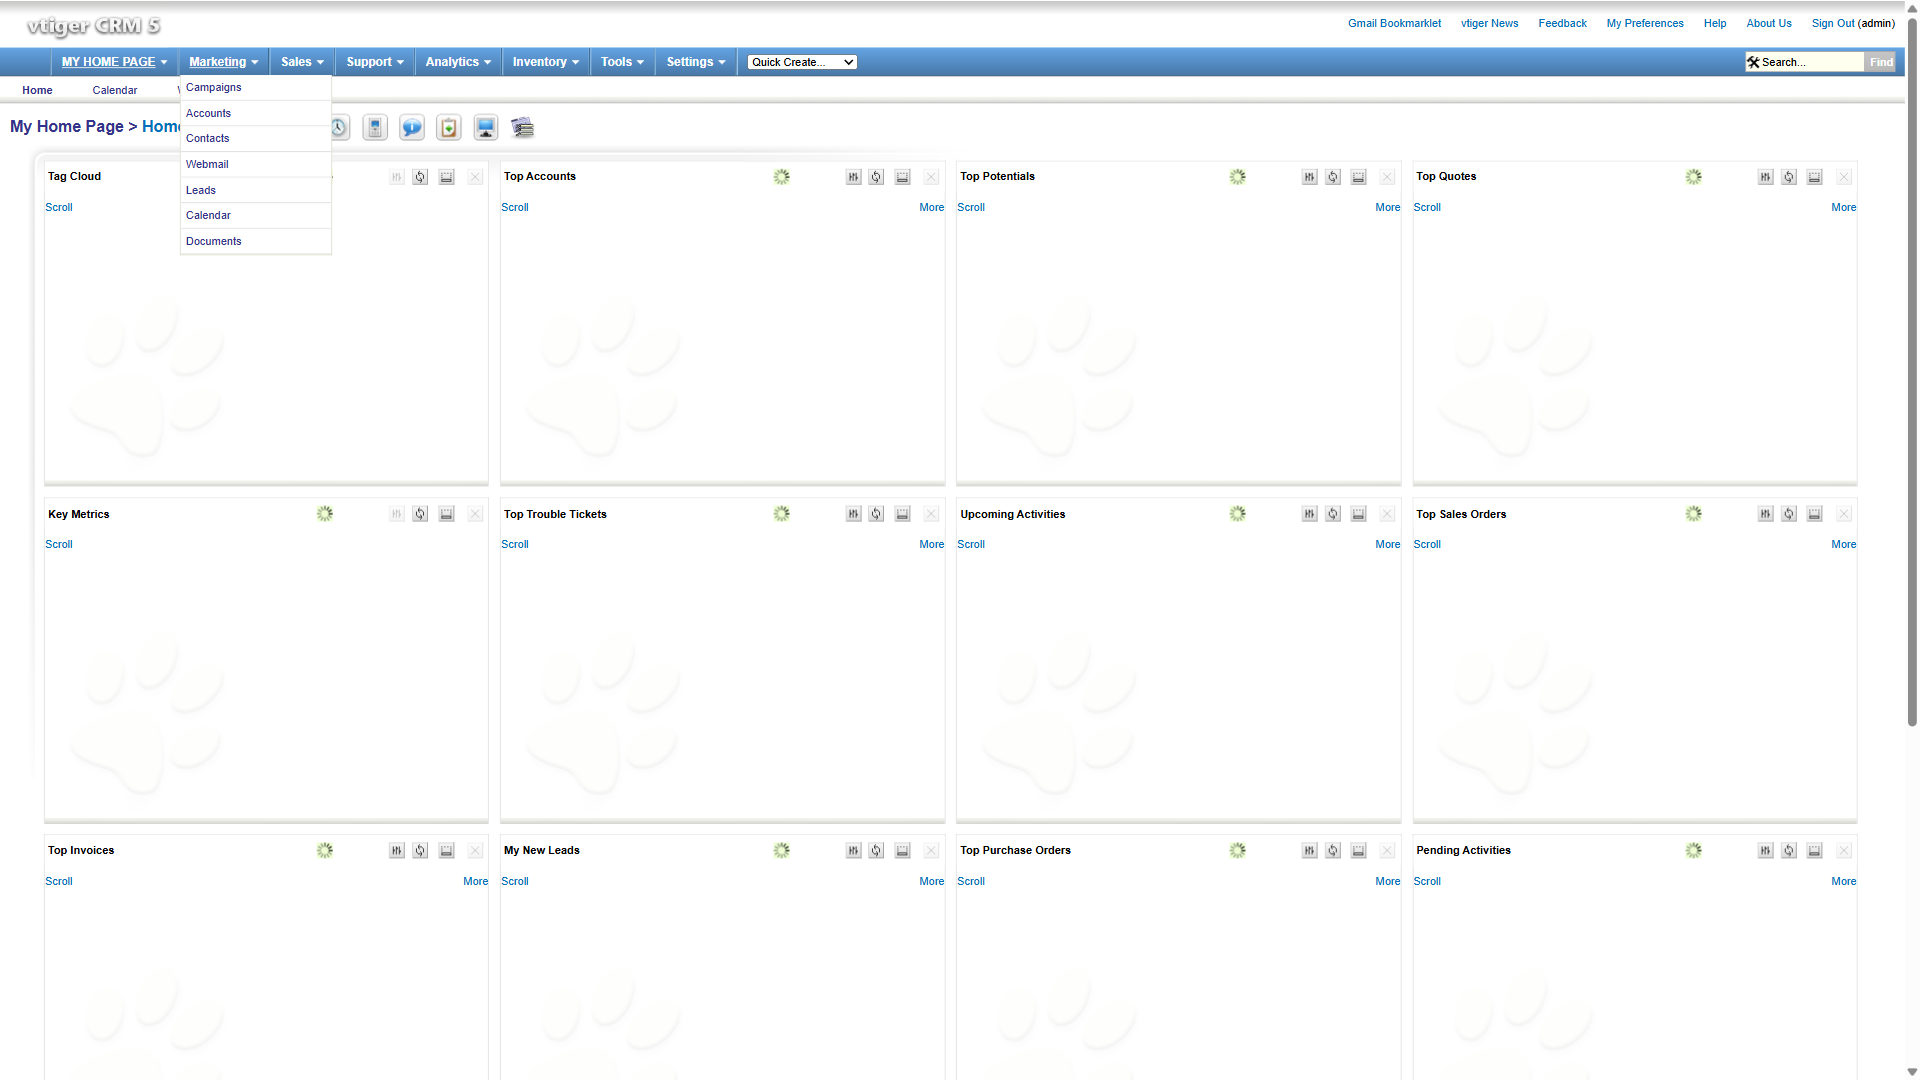 vtiger CRM 5
Gmail Bookmarklet vtiger News Feedback My Preferences Help About Us Sign Out (admin)
MY HOME PAGE Marketing Sales Support Analytics Inventory Tools Settings Quick Create... Search... Find
Home Calendar
Campaigns
Accounts
Contacts
Webmail
Leads
Calendar
Documents
My Home Page > Home
Tag Cloud Top Accounts Top Potentials Top Quotes
Scroll Scroll More Scroll More Scroll More
Key Metrics Top Trouble Tickets Upcoming Activities Top Sales Orders
Scroll Scroll More Scroll More Scroll More
Top Invoices My New Leads Top Purchase Orders Pending Activities
Scroll More Scroll More Scroll More Scroll More